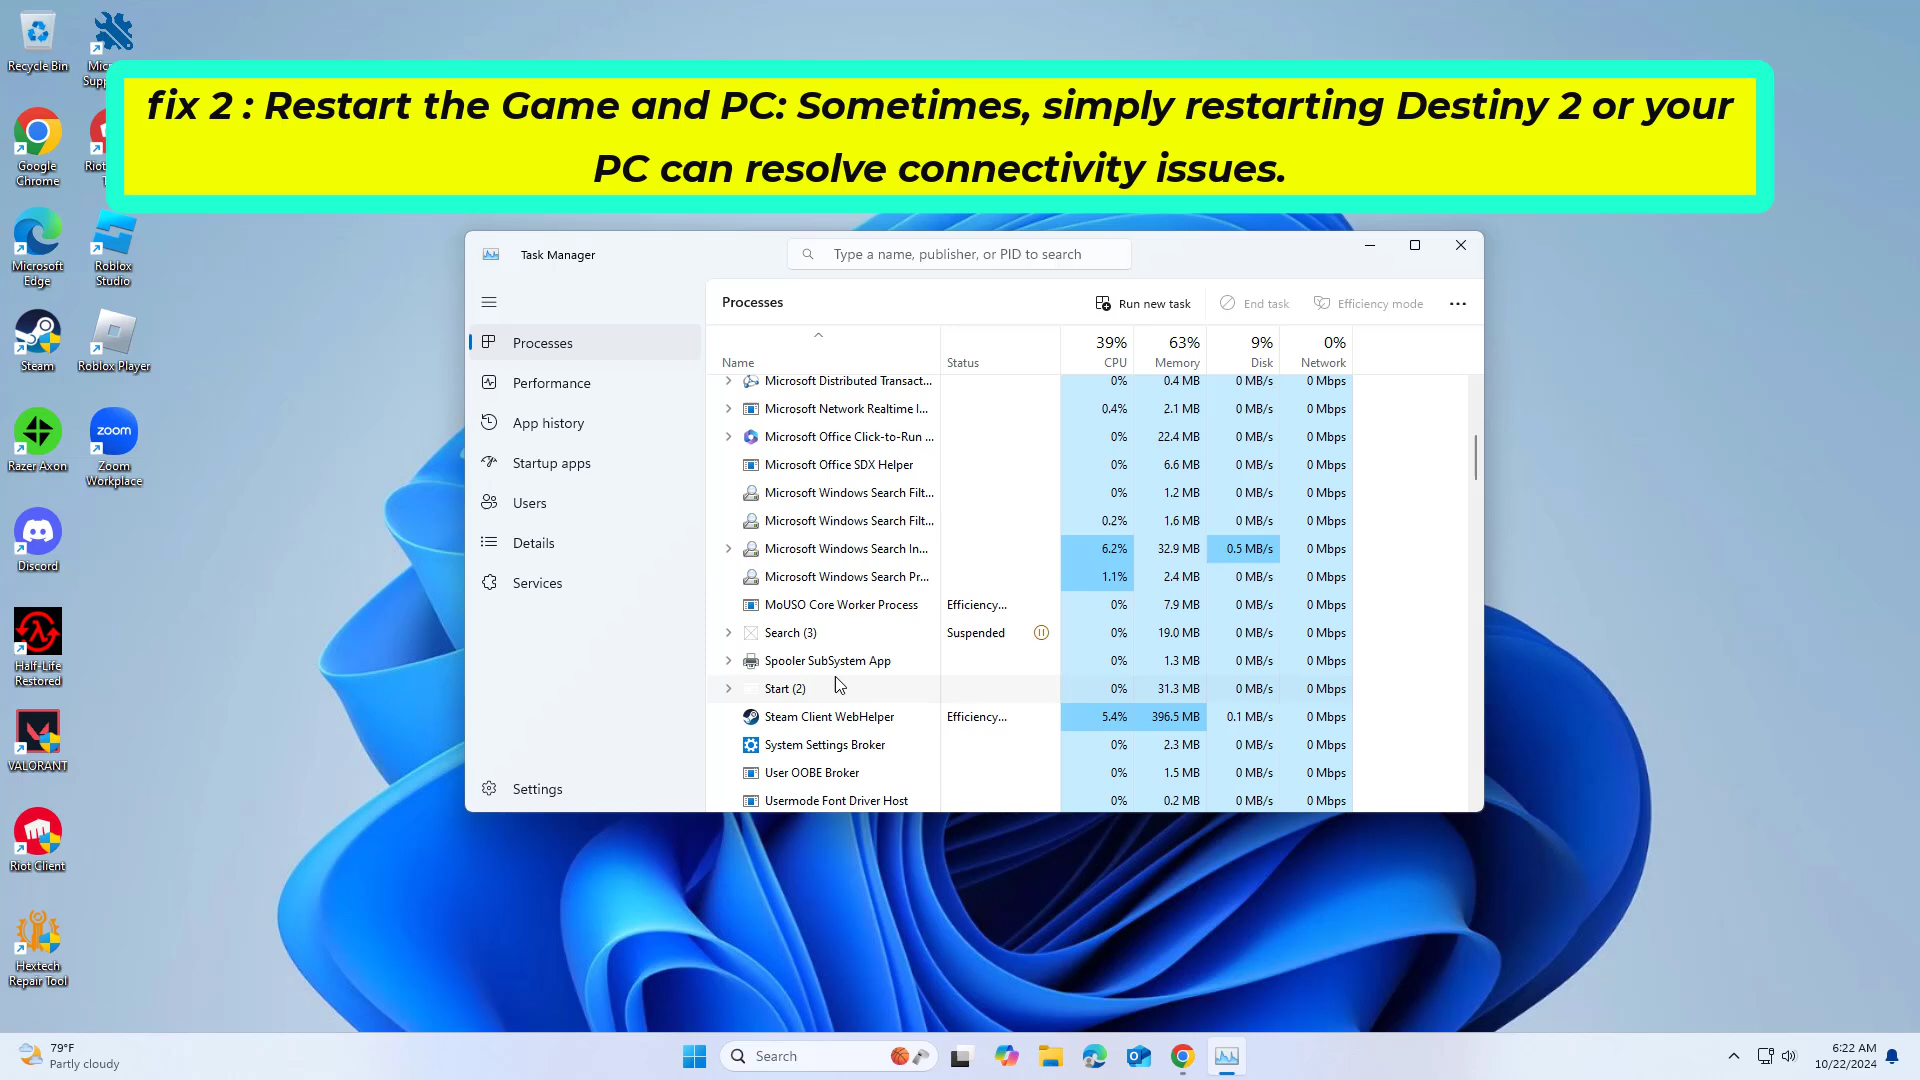 Recycle Bin
fix 2 : Restart the Game and PC: Sometimes, simply restarting Destiny 2 or your
PC can resolve connectivity issues.
Google
Chrome
Microsoft
Edge
Roblox
Studio
Steam
Roblox Player
Razer Axon
zoom
Zoom
Workplace
Discord
Half-Life
Restored
VALORANT
Riot Client
Hextech
Repair Tool
Task Manager
Type a name, publisher, or PID to search
Processes
Performance
App history
Startup apps
Users
Details
Services
Settings
Processes
Run new task
End task
Efficiency mode
39% 63% 9% 0%
Name Status CPU Memory Disk Network
Microsoft Distributed Transact... 0% 0.4 MB 0 MB/s 0 Mbps
Microsoft Network Realtime I... 0.4% 2.1 MB 0 MB/s 0 Mbps
Microsoft Office Click-to-Run ... 0% 22.4 MB 0 MB/s 0 Mbps
Microsoft Office SDX Helper 0% 6.6 MB 0 MB/s 0 Mbps
Microsoft Windows Search Filt... 0% 1.2 MB 0 MB/s 0 Mbps
Microsoft Windows Search Filt... 0.2% 1.6 MB 0 MB/s 0 Mbps
Microsoft Windows Search In... 6.2% 32.9 MB 0.5 MB/s 0 Mbps
Microsoft Windows Search Pr... 1.1% 2.4 MB 0 MB/s 0 Mbps
MoUSO Core Worker Process Efficiency... 0% 7.9 MB 0 MB/s 0 Mbps
Search (3) Suspended 0% 19.0 MB 0 MB/s 0 Mbps
Spooler SubSystem App 0% 1.3 MB 0 MB/s 0 Mbps
Start (2) 0% 31.3 MB 0 MB/s 0 Mbps
Steam Client WebHelper Efficiency... 5.4% 396.5 MB 0.1 MB/s 0 Mbps
System Settings Broker 0% 2.3 MB 0 MB/s 0 Mbps
User OOBE Broker 0% 1.5 MB 0 MB/s 0 Mbps
Usermode Font Driver Host 0% 0.2 MB 0 MB/s 0 Mbps
79°F
Partly cloudy
Search
6:22 AM
10/22/2024